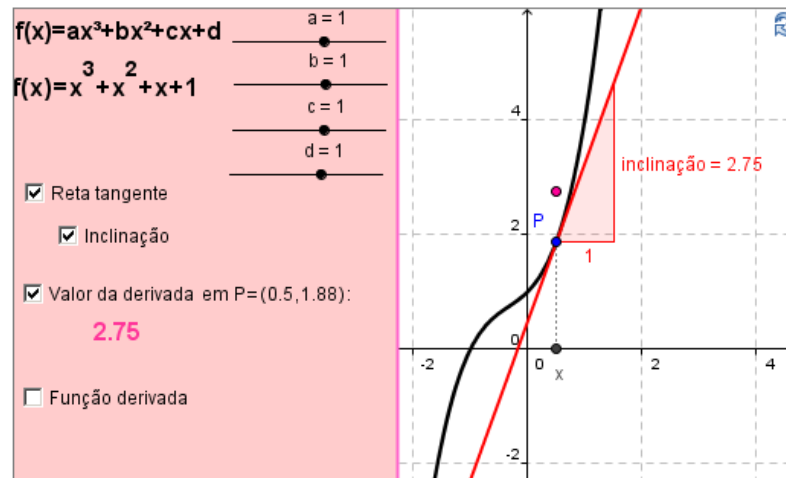 f(x)=ax³+bx²+cx+d
f(x)=x³+x²+x+1
a = 1
b = 1
c = 1
d = 1
Reta tangente
Inclinação
Valor da derivada em P=(0.5,1.88):
2.75
Função derivada
4
inclinação = 2.75
P
2
1
0
-2
0
x
2
4
-2